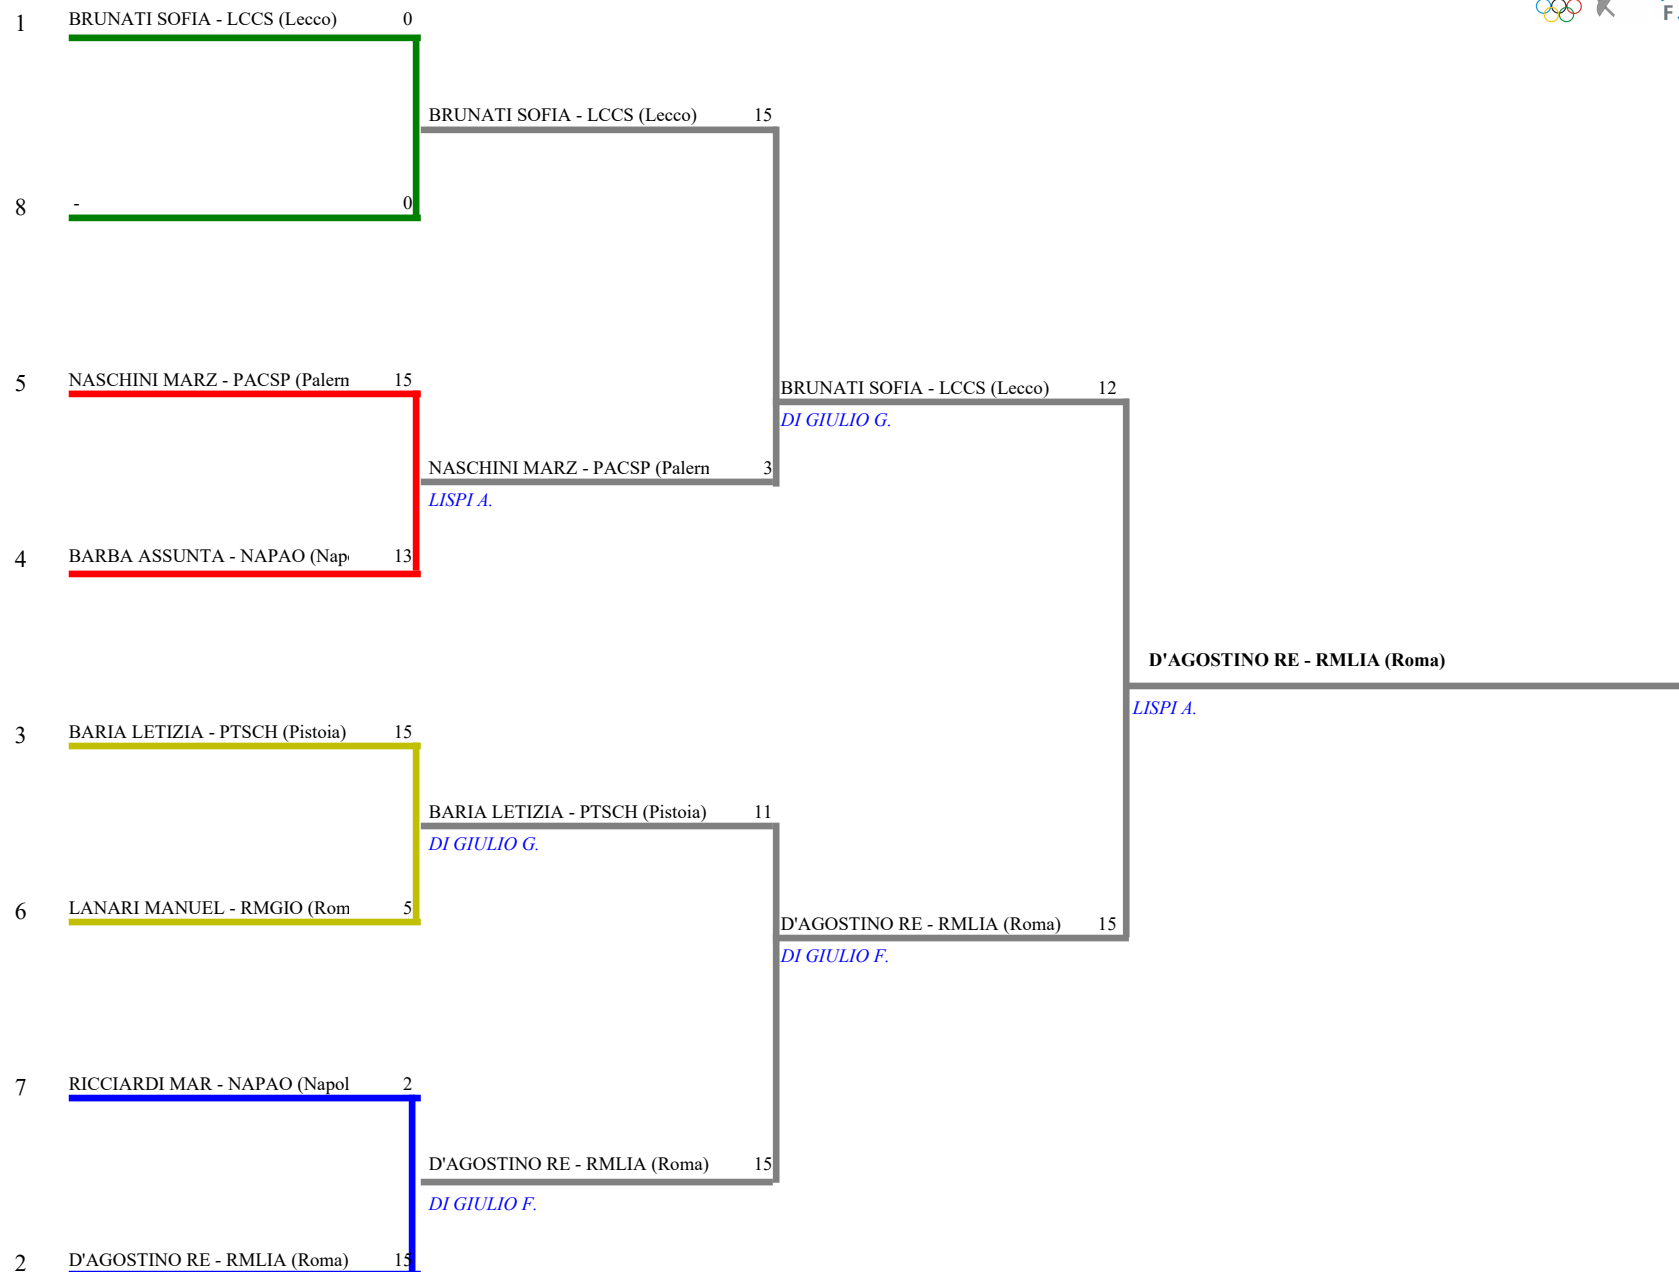 1 BRUNATI SOFIA - LCCS (Lecco) 0
F
BRUNATI SOFIA - LCCS (Lecco) 15
8 - 0
5 NASCHINI MARZ - PACSP (Palern 15
BRUNATI SOFIA - LCCS (Lecco) 12
DI GIULIO G.
NASCHINI MARZ - PACSP (Palern 3
LISPI A.
4 BARBA ASSUNTA - NAPAO (Nap 13
D'AGOSTINO RE - RMLIA (Roma)
LISPI A.
3 BARIA LETIZIA - PTSCH (Pistoia) 15
BARIA LETIZIA - PTSCH (Pistoia) 11
DI GIULIO G.
6 LANARI MANUEL - RMGIO (Rom 5
D'AGOSTINO RE - RMLIA (Roma) 15
DI GIULIO F.
7 RICCIARDI MAR - NAPAO (Napol 2
D'AGOSTINO RE - RMLIA (Roma) 15
DI GIULIO F.
2 D'AGOSTINO RE - RMLIA (Roma) 15